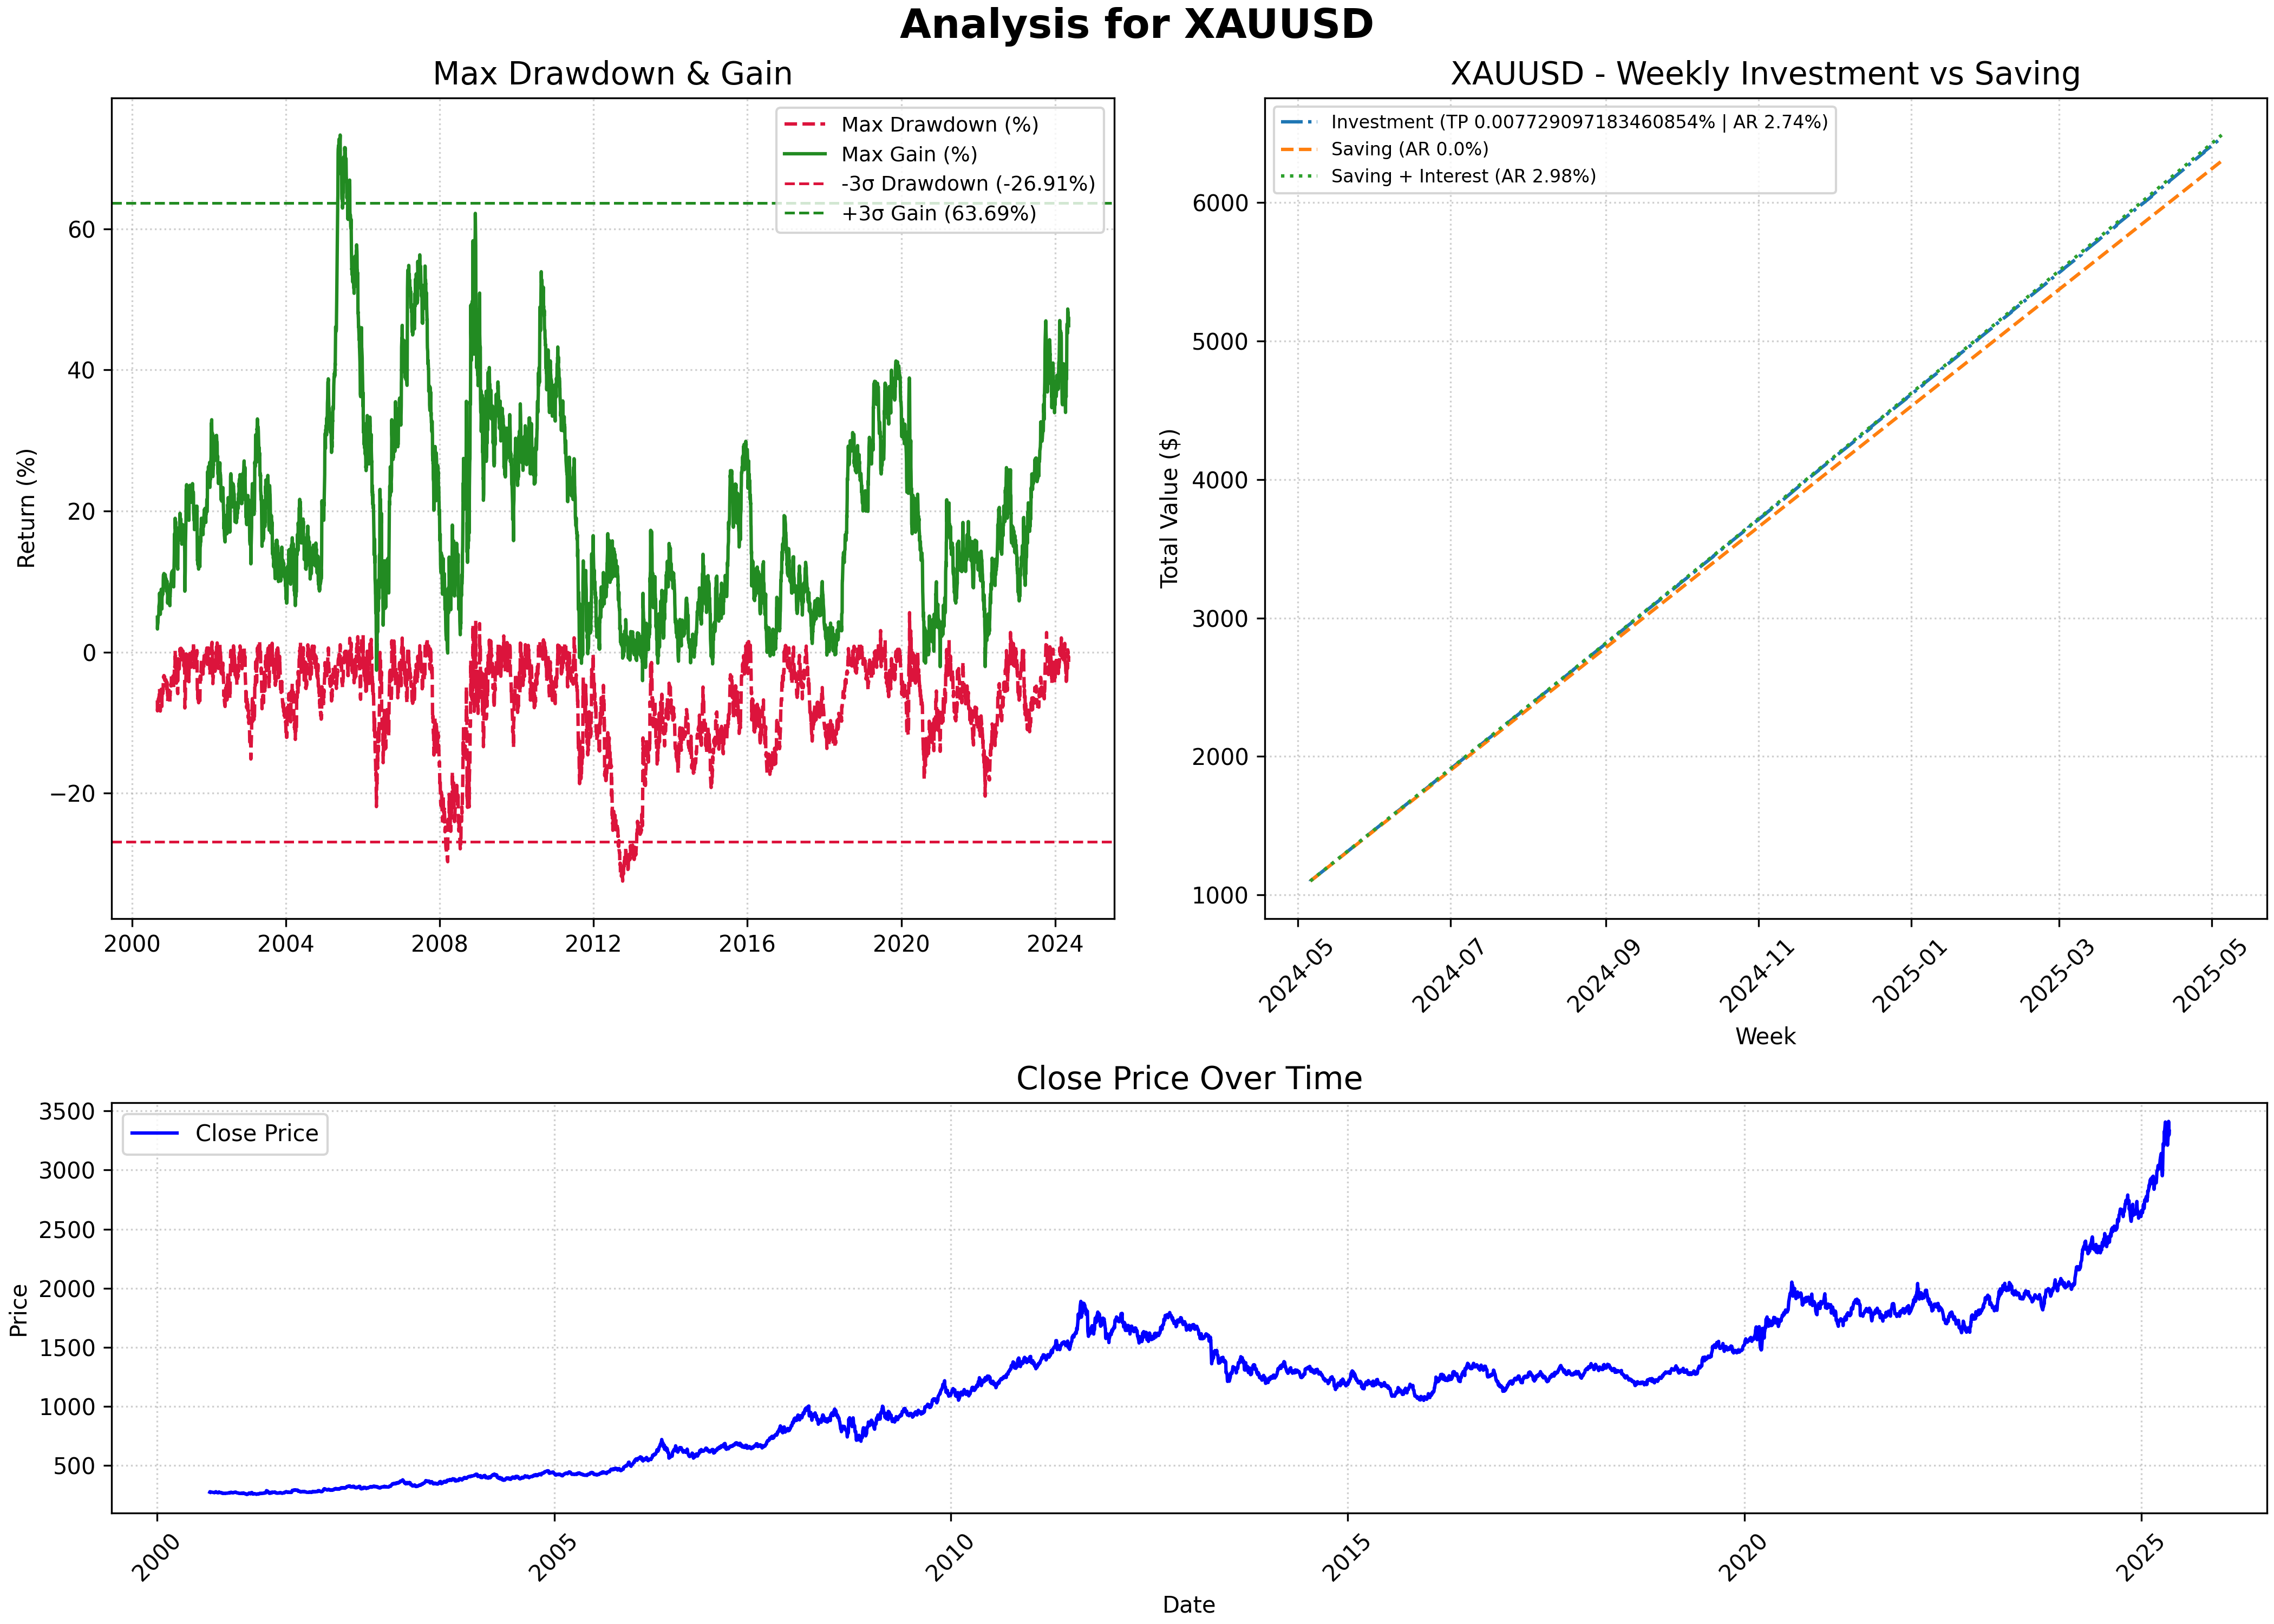 Analysis for XAUUSD
Max Drawdown & Gain
Return (%)
60
40
20
0
−20
2000
2004
2008
2012
2016
2020
2024
Max Drawdown (%)
Max Gain (%)
-3σ Drawdown (-26.91%)
+3σ Gain (63.69%)
XAUUSD - Weekly Investment vs Saving
Total Value ($)
6000
5000
4000
3000
2000
1000
2024-05
2024-07
2024-09
2024-11
2025-01
2025-03
2025-05
Week
Investment (TP 0.007729097183460854% | AR 2.74%)
Saving (AR 0.0%)
Saving + Interest (AR 2.98%)
Close Price Over Time
Price
3500
3000
2500
2000
1500
1000
500
2000
2005
2010
2015
2020
2025
Date
Close Price